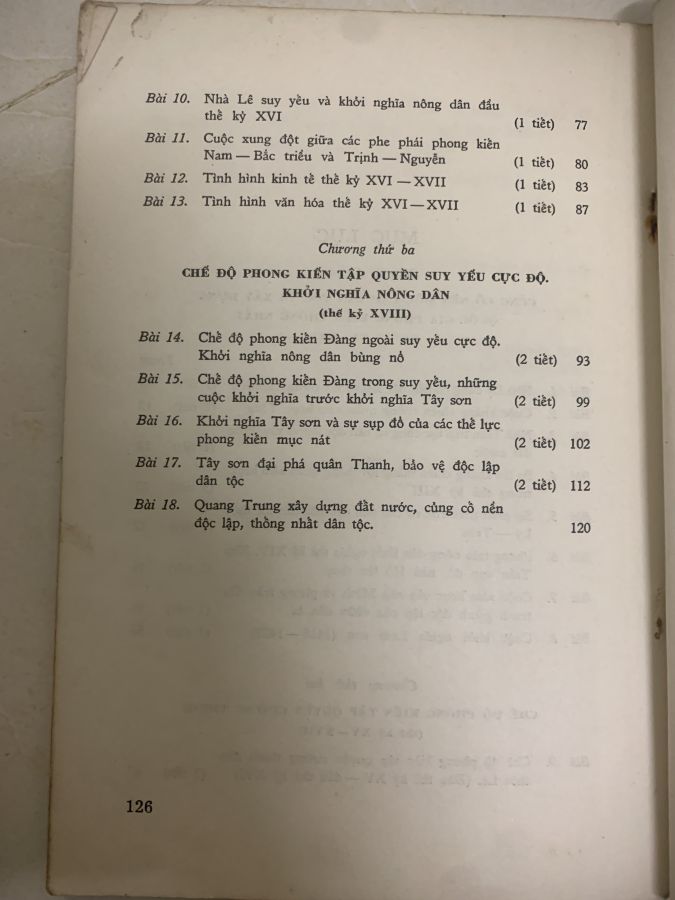 Bài 10. Nhà Lê suy yếu và khởi nghĩa nông dân đầu
thế kỷ XVI (1 tiết) 77
Bài 11. Cuộc xung đột giữa các phe phái phong kiến
Nam — Bắc triều và Trịnh — Nguyễn (1 tiết) 80
Bài 12. Tình hình kinh tế thế kỷ XVI — XVII (1 tiết) 83
Bài 13. Tình hình văn hóa thế kỷ XVI — XVII (1 tiết) 87
Chương thứ ba
CHẾ ĐỘ PHONG KIẾN TẬP QUYỀN SUY YẾU CỰC ĐỘ.
KHỞI NGHĨA NÔNG DÂN
(thế kỷ XVIII)
Bài 14. Chế độ phong kiến Đàng ngoài suy yếu cực độ.
Khởi nghĩa nông dân bùng nổ (2 tiết) 93
Bài 15. Chế độ phong kiến Đàng trong suy yếu, những
cuộc khởi nghĩa trước khởi nghĩa Tây sơn (2 tiết) 99
Bài 16. Khởi nghĩa Tây sơn và sự sụp đổ của các thế lực
phong kiến mục nát (2 tiết) 102
Bài 17. Tây sơn đại phá quân Thanh, bảo vệ độc lập
dân tộc (2 tiết) 112
Bài 18. Quang Trung xây dựng đất nước, củng cố nền
độc lập, thống nhất dân tộc. 120
126